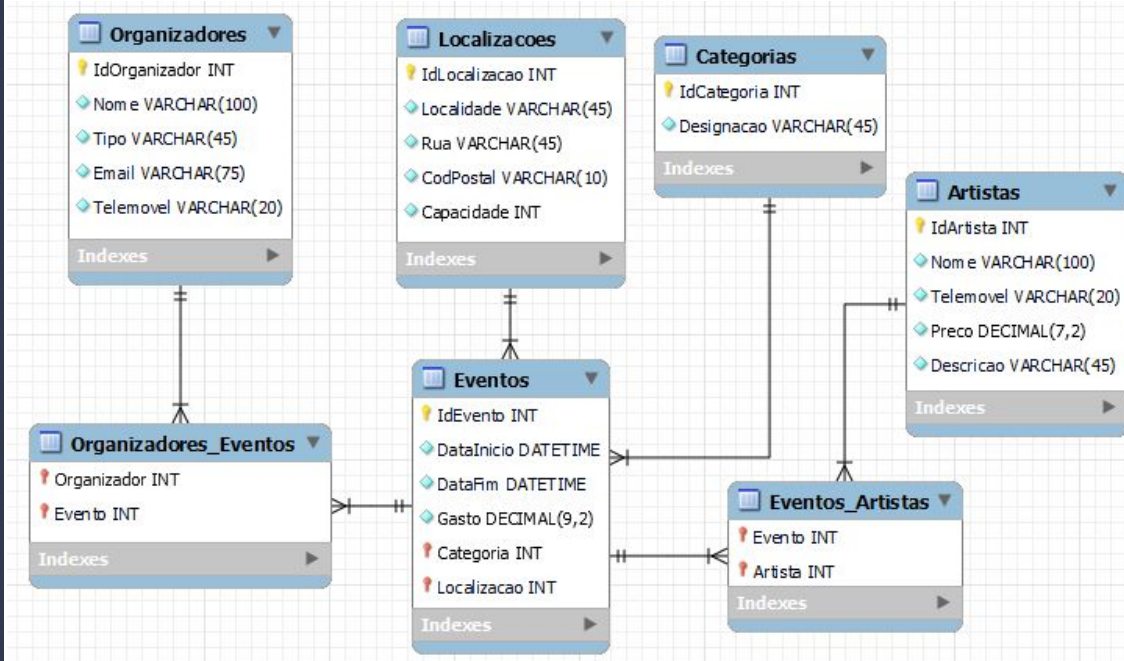 Organizadores
IdOrganizador INT
Nome VARCHAR(100)
Tipo VARCHAR(45)
Email VARCHAR(75)
Telemovel VARCHAR(20)
Indexes
Localizacoes
IdLocalizacao INT
Localidade VARCHAR(45)
Rua VARCHAR(45)
CodPostal VARCHAR(10)
Capacidade INT
Indexes
Categorias
IdCategoria INT
Designacao VARCHAR(45)
Indexes
Artistas
IdArtista INT
Nome VARCHAR(100)
Telemovel VARCHAR(20)
Preco DECIMAL(7,2)
Descricao VARCHAR(45)
Indexes
Organizadores_Eventos
Organizador INT
Evento INT
Indexes
Eventos
IdEvento INT
DataInicio DATETIME
DataFim DATETIME
Gasto DECIMAL(9,2)
Categoria INT
Localizacao INT
Indexes
Eventos_Artistas
Evento INT
Artista INT
Indexes